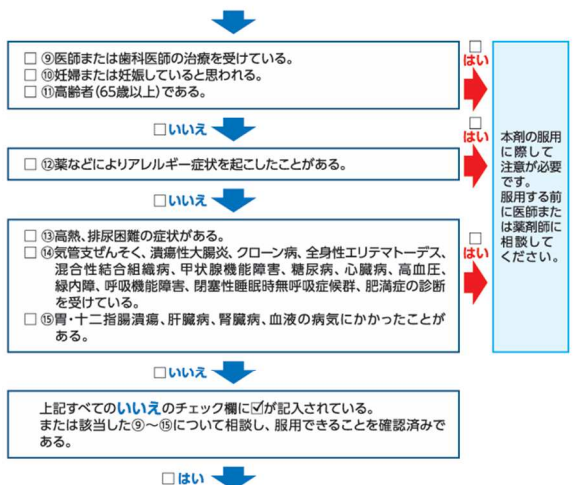 □ ⑨医師または歯科医師の治療を受けている。
□ ⑩妊婦または妊娠していると思われる。
□ ⑪高齢者(65歳以上)である。
□
はい
□いいえ
□ ⑫薬などによりアレルギー症状を起こしたことがある。
□
はい
□いいえ
□ ⑬高熱、排尿困難の症状がある。
□ ⑭気管支ぜんそく、潰瘍性大腸炎、クローン病、全身性エリテマトーデス、
混合性結合組織病、甲状腺機能障害、糖尿病、心臓病、高血圧、
緑内障、呼吸機能障害、閉塞性睡眠時無呼吸症候群、肥満症の診断
を受けている。
□ ⑮胃・十二指腸潰瘍、肝臓病、腎臓病、血液の病気にかかったことが
ある。
□
はい
本剤の服用
に際して
注意が必要
です。
服用する前
に医師また
は薬剤師に
相談して
ください。
□いいえ
上記すべてのいいえのチェック欄に☑が記入されている。
または該当した⑨~⑮について相談し、服用できることを確認済みで
ある。
□はい